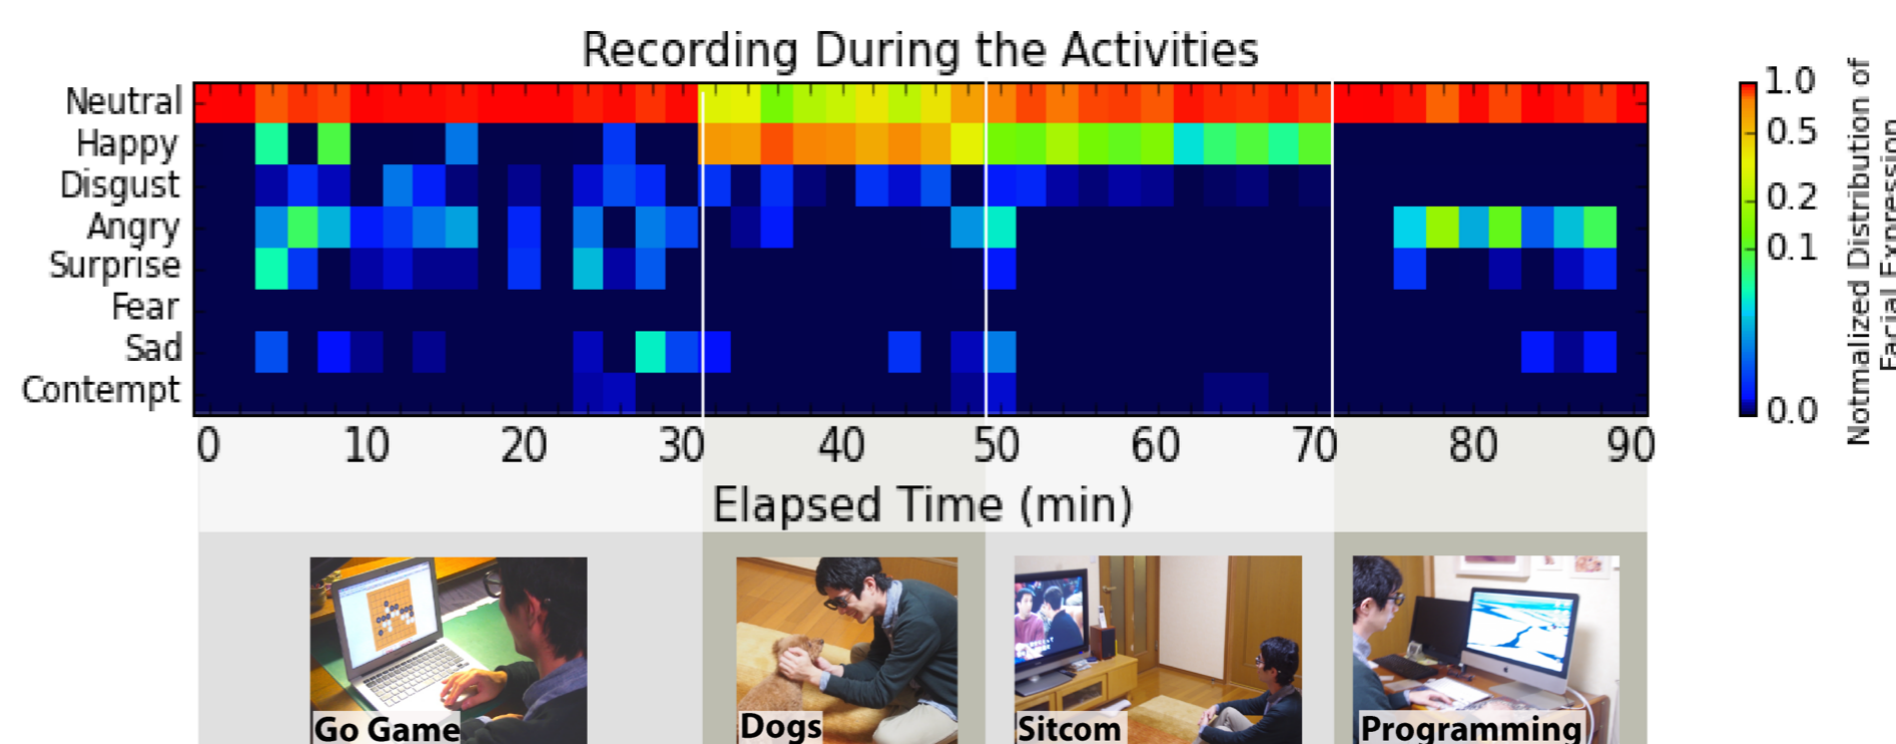 Recording During the Activities
Neutral
Happy
Disgust
Angry
Surprise
Fear
Sad
Contempt
0 10 20 30 40 50 60 70 80 90
Elapsed Time (min)
1.0
0.5
0.2
0.1
0.0
Notmalized Distribution of
Facial Expression
Go Game
Dogs
Sitcom
Programming